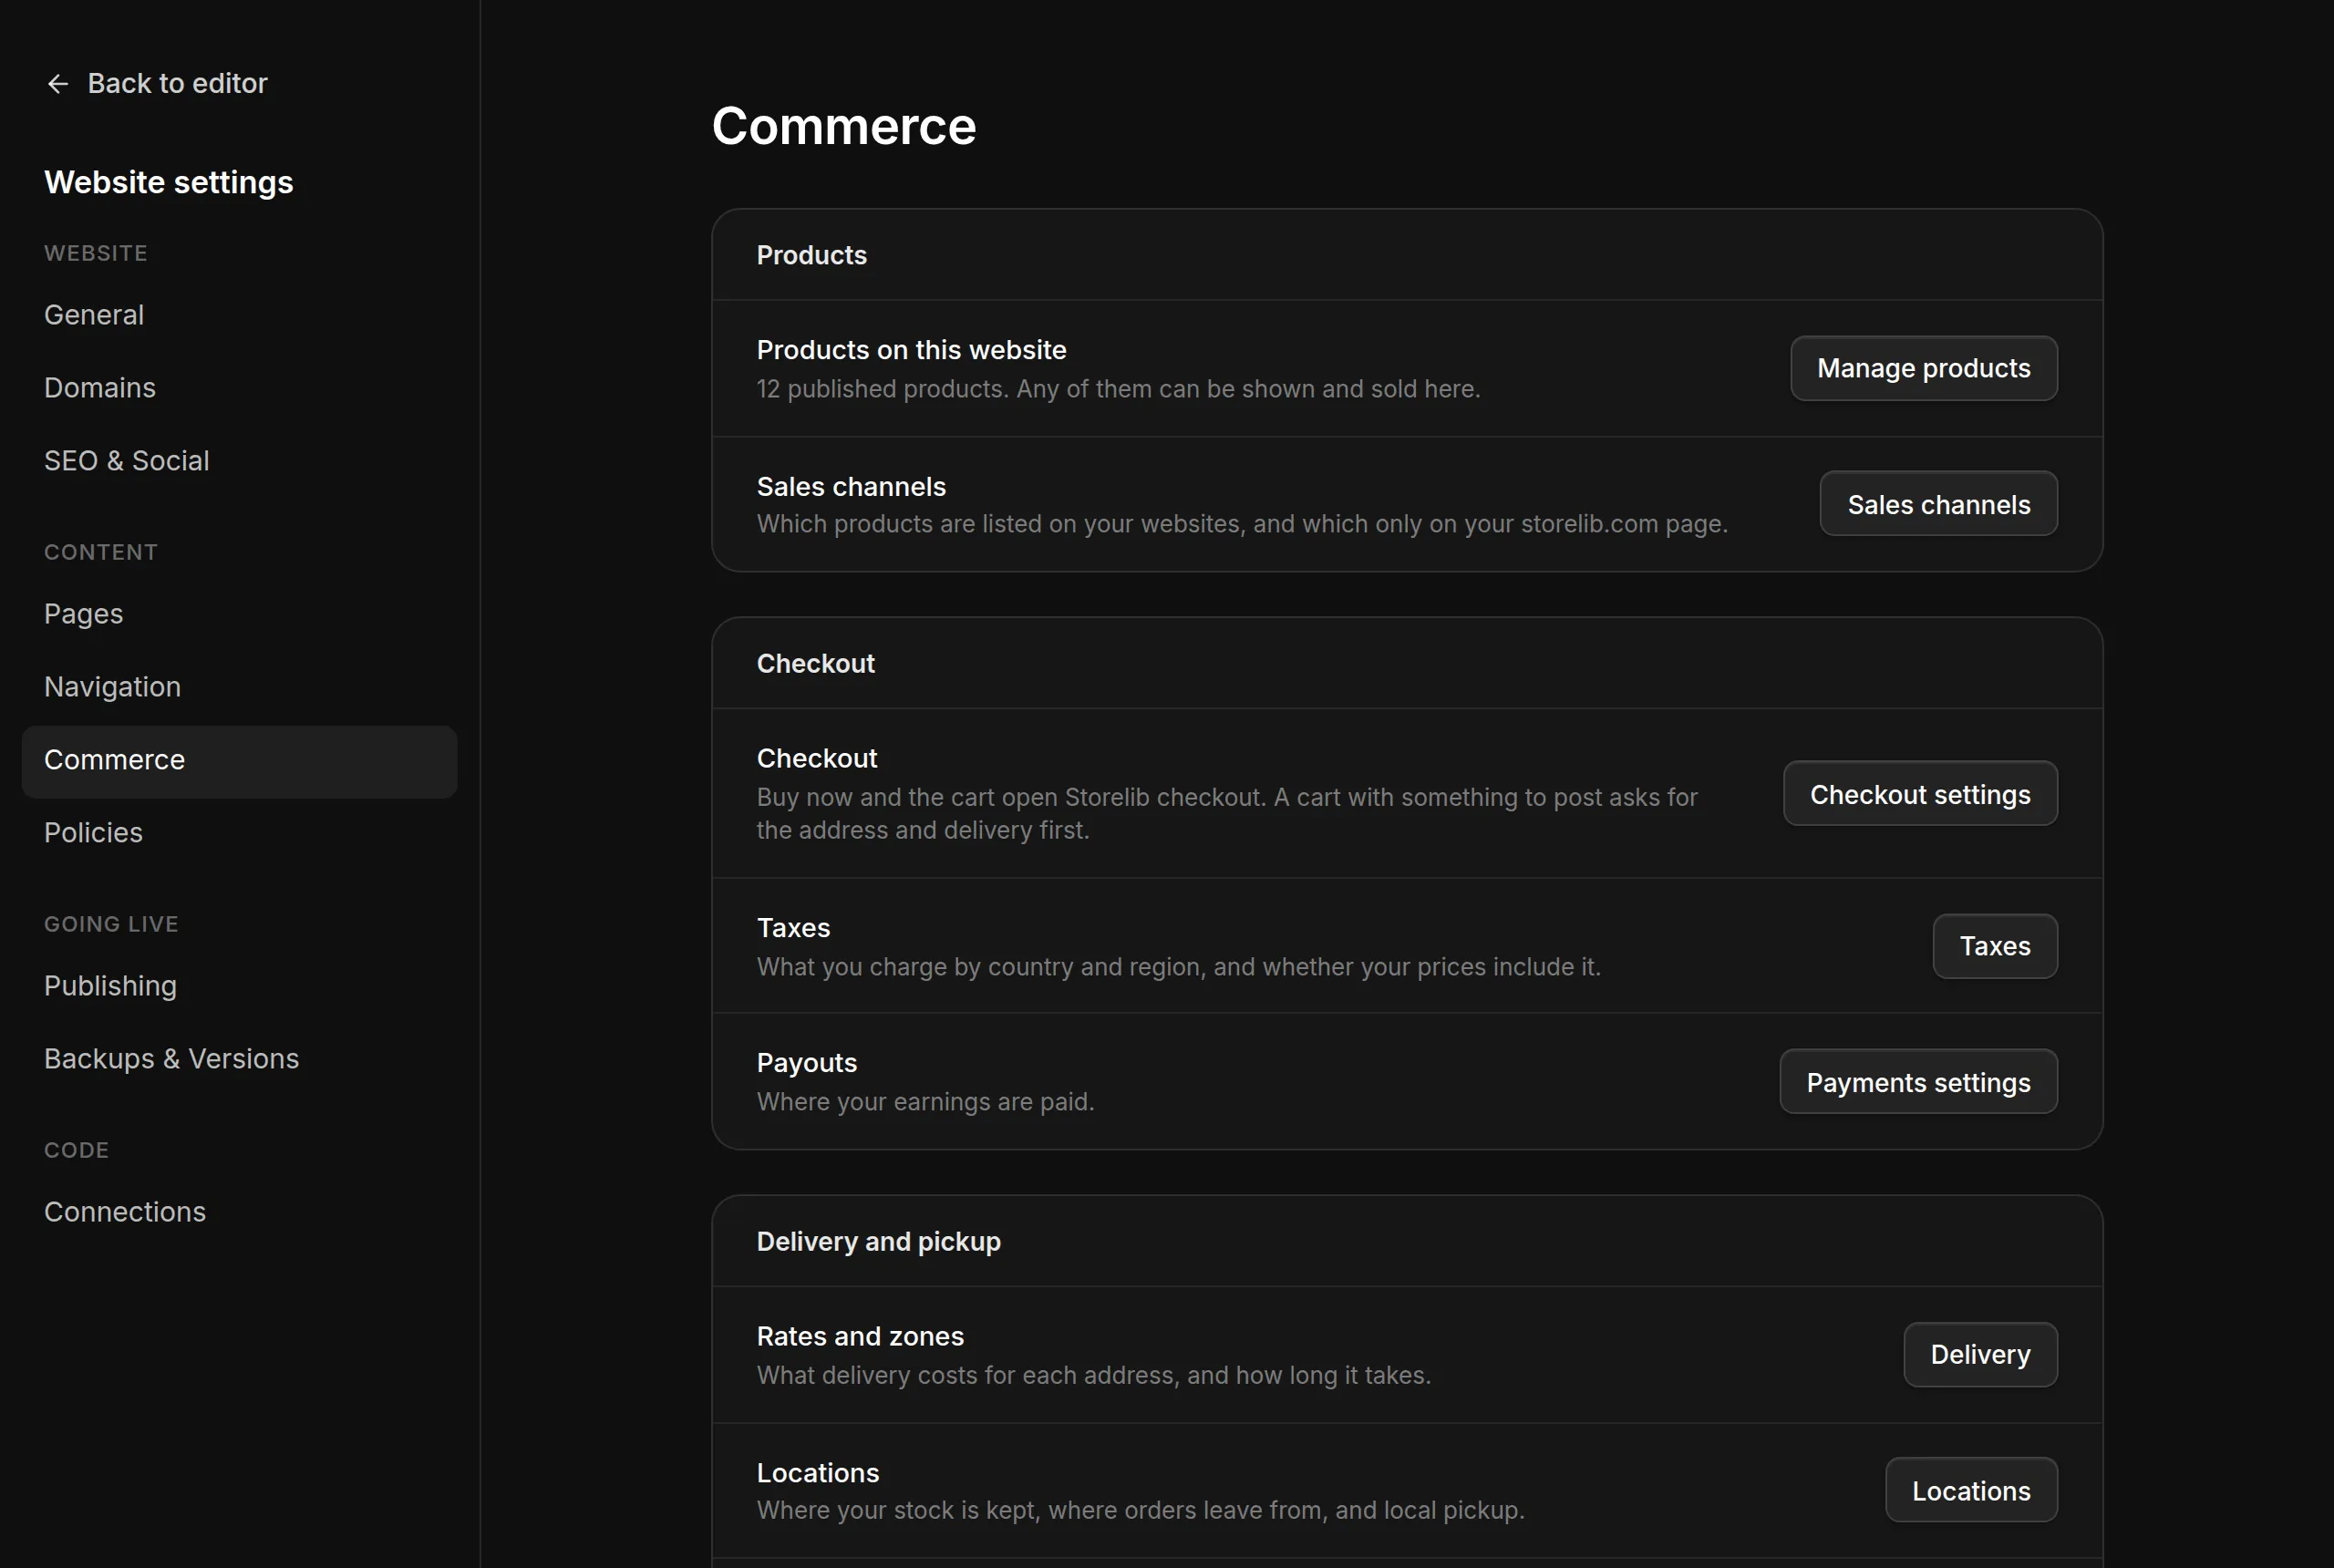 Back to editor
Website settings
WEBSITE
General
Domains
SEO & Social
CONTENT
Pages
Navigation
Commerce
Policies
GOING LIVE
Publishing
Backups & Versions
CODE
Connections
Commerce
Products
Products on this website
12 published products. Any of them can be shown and sold here.
Manage products
Sales channels
Which products are listed on your websites, and which only on your storelib.com page.
Sales channels
Checkout
Checkout
Buy now and the cart open Storelib checkout. A cart with something to post asks for
the address and delivery first.
Checkout settings
Taxes
What you charge by country and region, and whether your prices include it.
Taxes
Payouts
Where your earnings are paid.
Payments settings
Delivery and pickup
Rates and zones
What delivery costs for each address, and how long it takes.
Delivery
Locations
Where your stock is kept, where orders leave from, and local pickup.
Locations